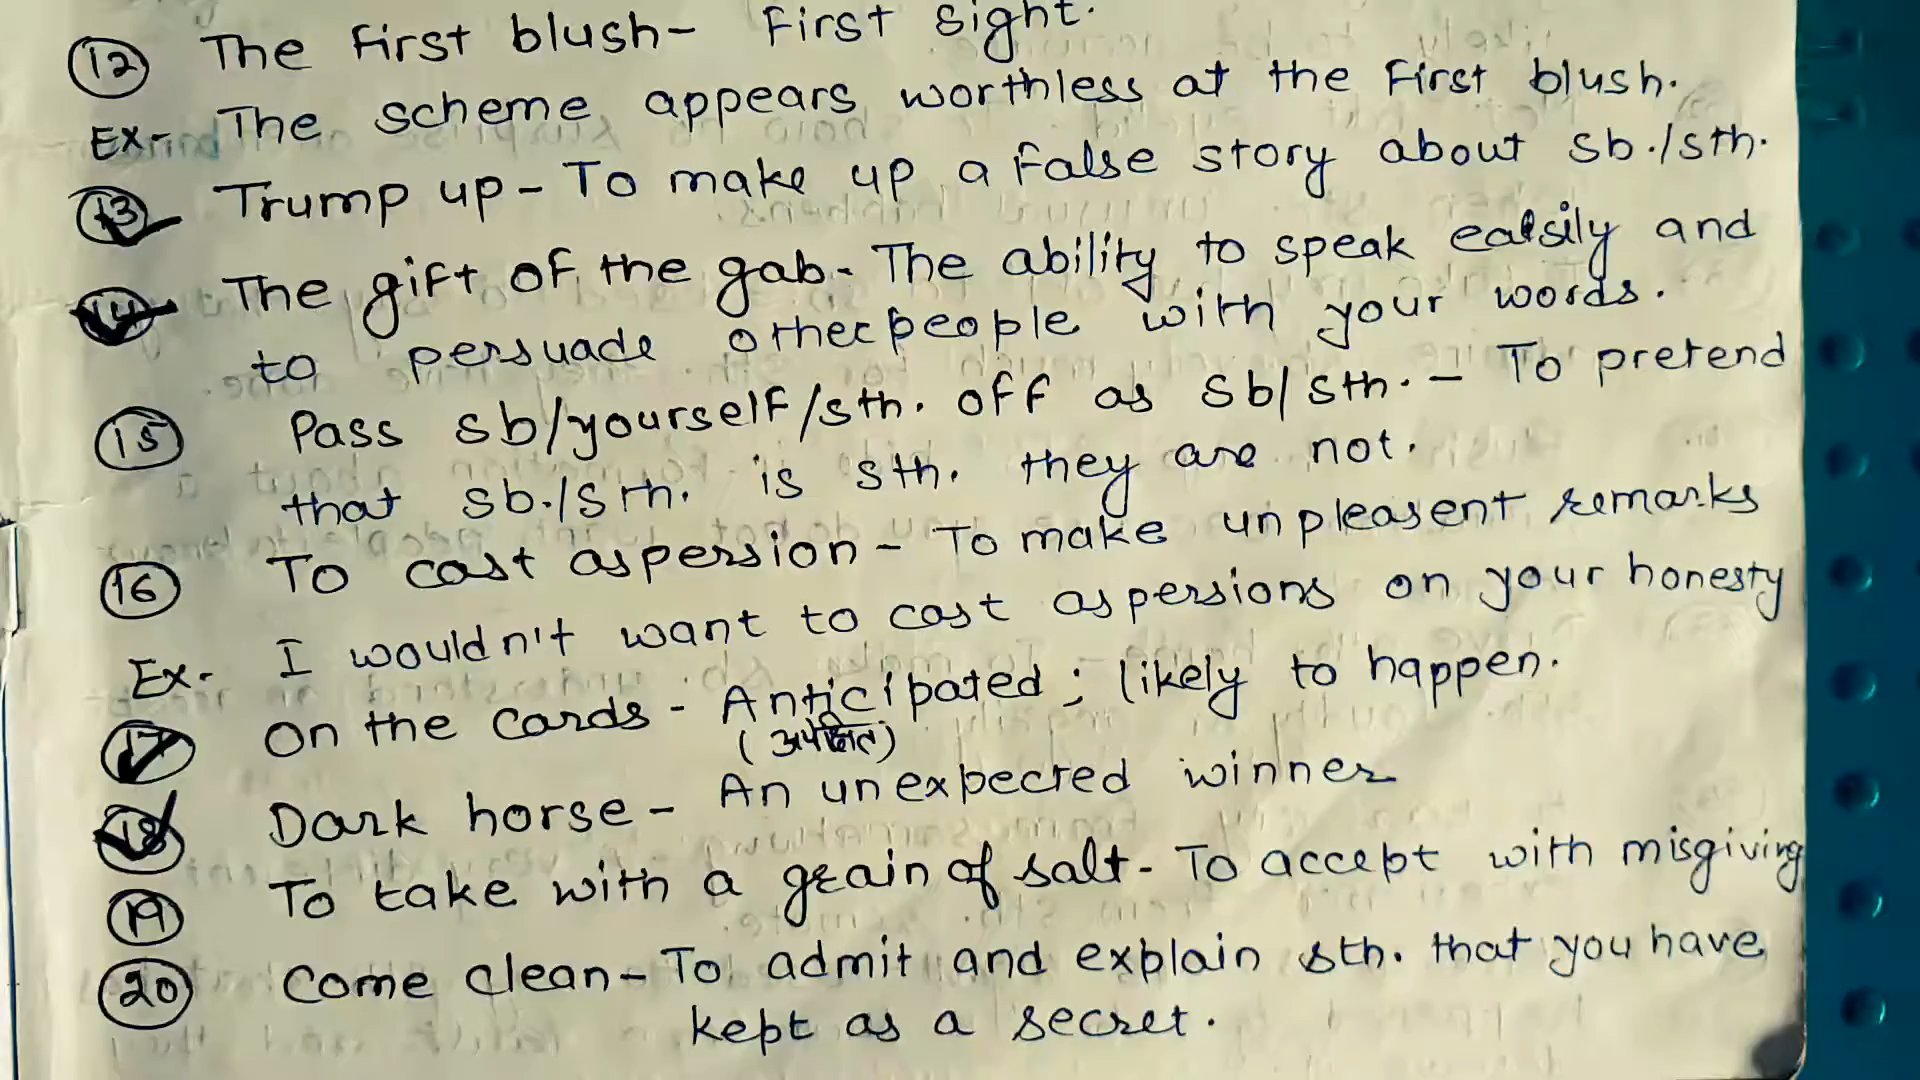 (12) The first blush- First sight.
Ex- The scheme appears worthless at the First blush.
(13) Trump up - To make up a false story about sb./sth.
(14) The gift of the gab- The ability to speak easily and
to persuade other people with your words.
(15) Pass sb/yourself/sth. off as sb/sth. - To pretend
that sb./sth. is sth. they are not.
(16) To cast aspersion - To make unpleasent remarks
Ex- I wouldn't want to cast aspersions on your honesty
(17) On the cards - Anticipated ; likely to happen.
(अपेक्षित)
(18) Dark horse - An unexpected winner
(19) To take with a grain of salt - To accept with misgiving
(20) Come clean - To admit and explain sth. that you have
kept as a secret.